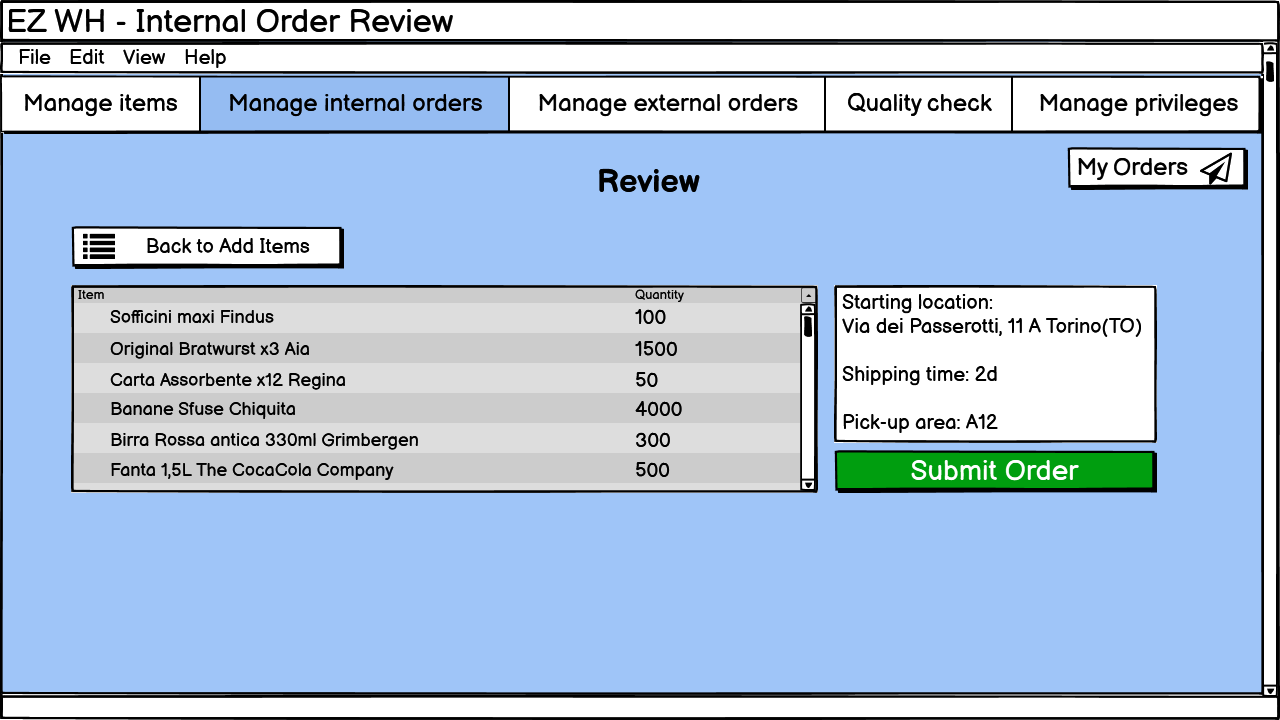 EZ WH - Internal Order Review
File Edit View Help
Manage items Manage internal orders Manage external orders Quality check Manage privileges
My Orders
Review
Back to Add Items
Item Quantity
Sofficini maxi Findus 100
Original Bratwurst x3 Aia 1500
Carta Assorbente x12 Regina 50
Banane Sfuse Chiquita 4000
Birra Rossa antica 330ml Grimbergen 300
Fanta 1,5L The CocaCola Company 500
Starting location:
Via dei Passerotti, 11 A Torino(TO)
Shipping time: 2d
Pick-up area: A12
Submit Order